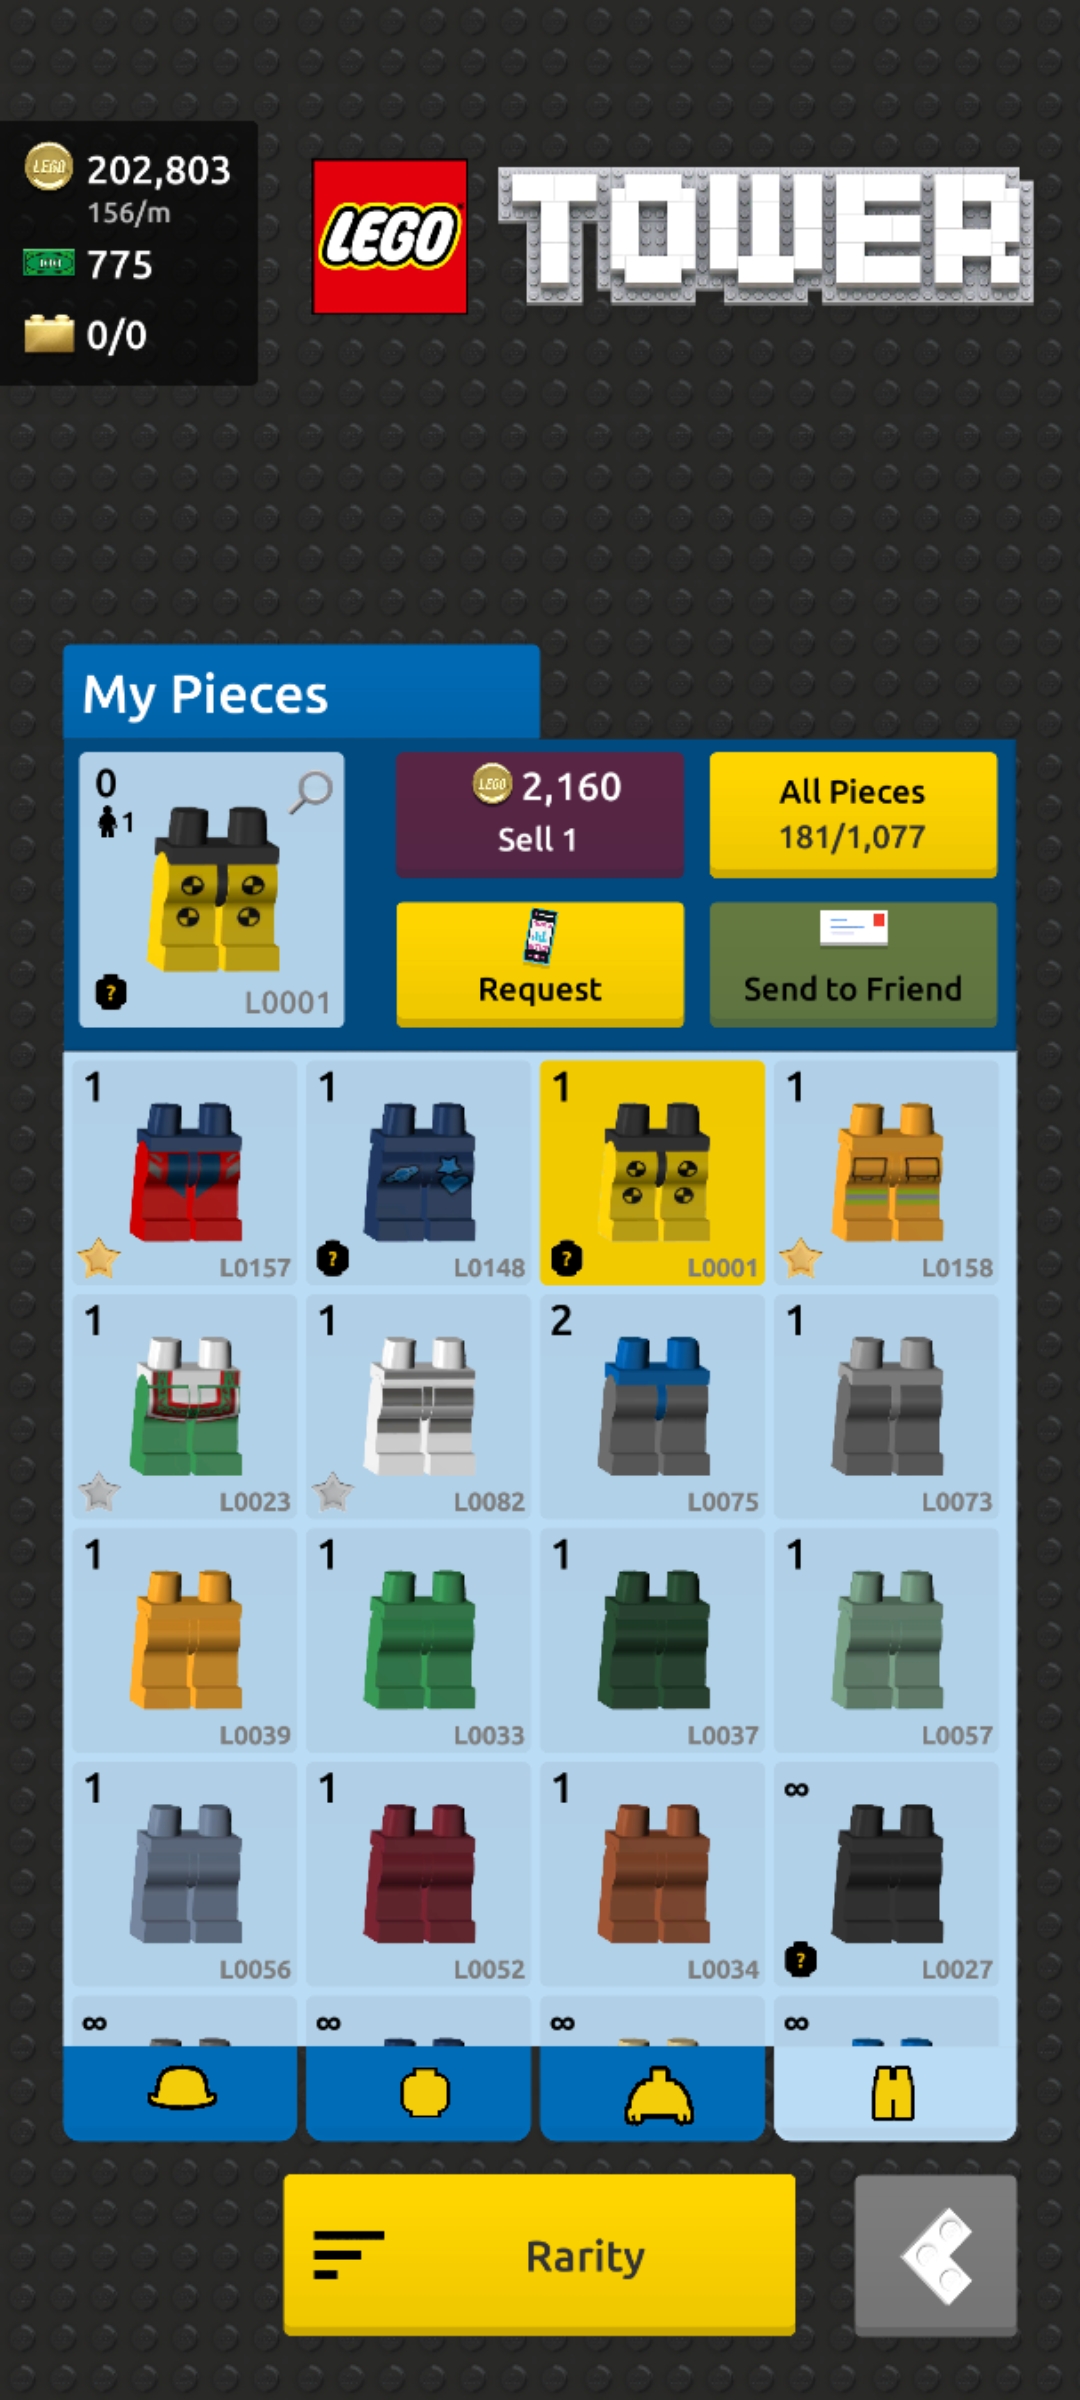 202,803
156/m
775
0/0
LEGO
TOWER
My Pieces
0
1
L0001
LEGO 2,160
Sell 1
All Pieces
181/1,077
Request
Send to Friend
1 1 1 1
L0157 L0148 L0001 L0158
1 1 2 1
L0023 L0082 L0075 L0073
1 1 1 1
L0039 L0033 L0037 L0057
1 1 1 ∞
L0056 L0052 L0034 L0027
∞ ∞ ∞ ∞
Rarity